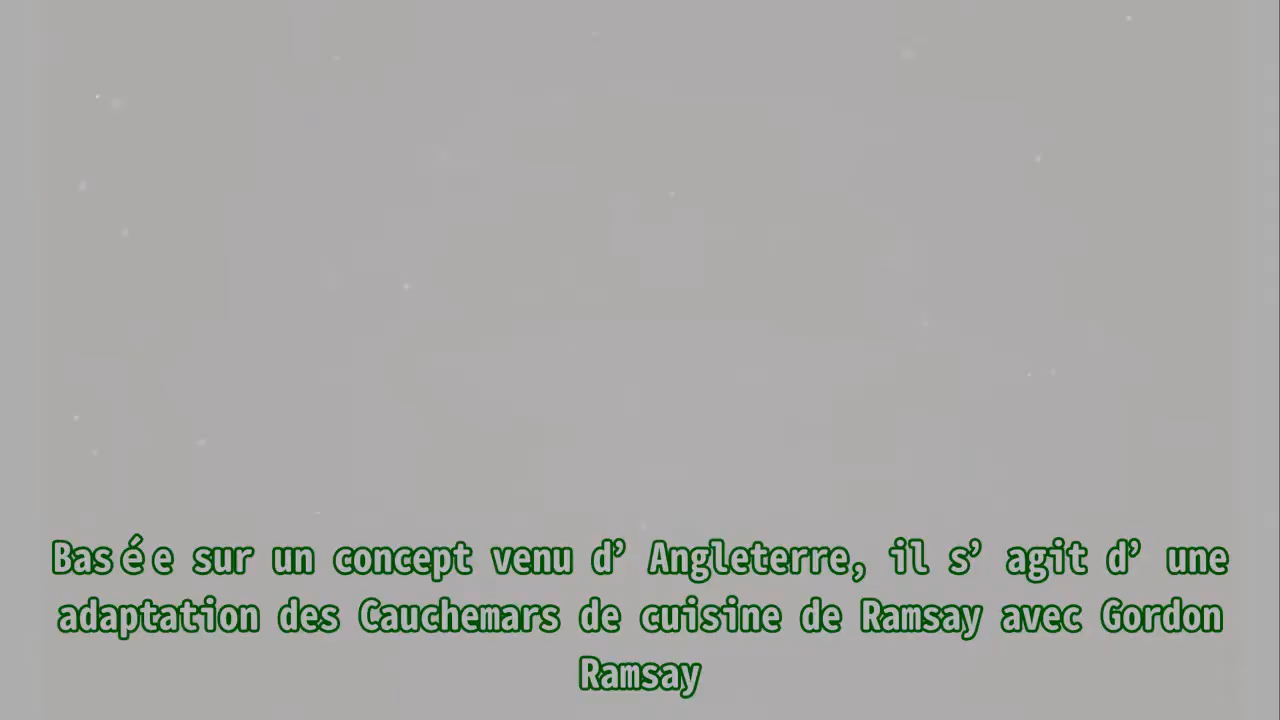 Basée sur un concept venu d’Angleterre, il s’agit d’une
adaptation des Cauchemars de cuisine de Ramsay avec Gordon
Ramsay